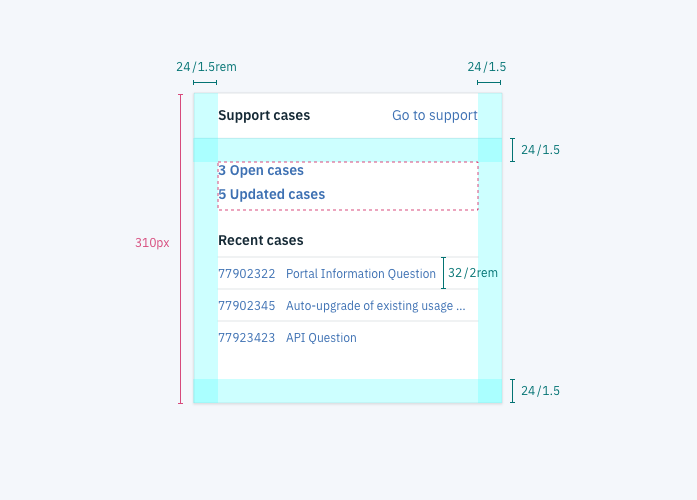 24/1.5rem
24/1.5
Support cases
Go to support
24/1.5
3 Open cases
5 Updated cases
310px
Recent cases
77902322 Portal Information Question
32/2rem
77902345 Auto-upgrade of existing usage ...
77923423 API Question
24/1.5